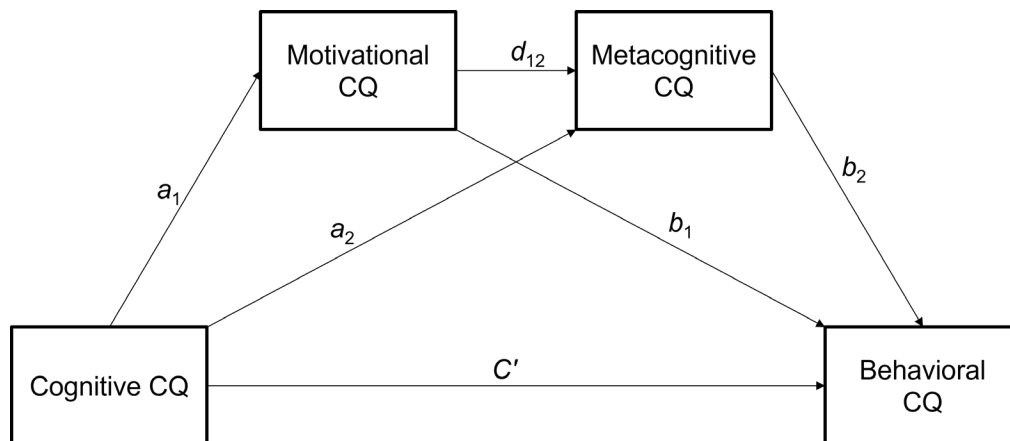 Motivational
CQ
d12
Metacognitive
CQ
a1
a2
b1
b2
Cognitive CQ
C'
Behavioral
CQ